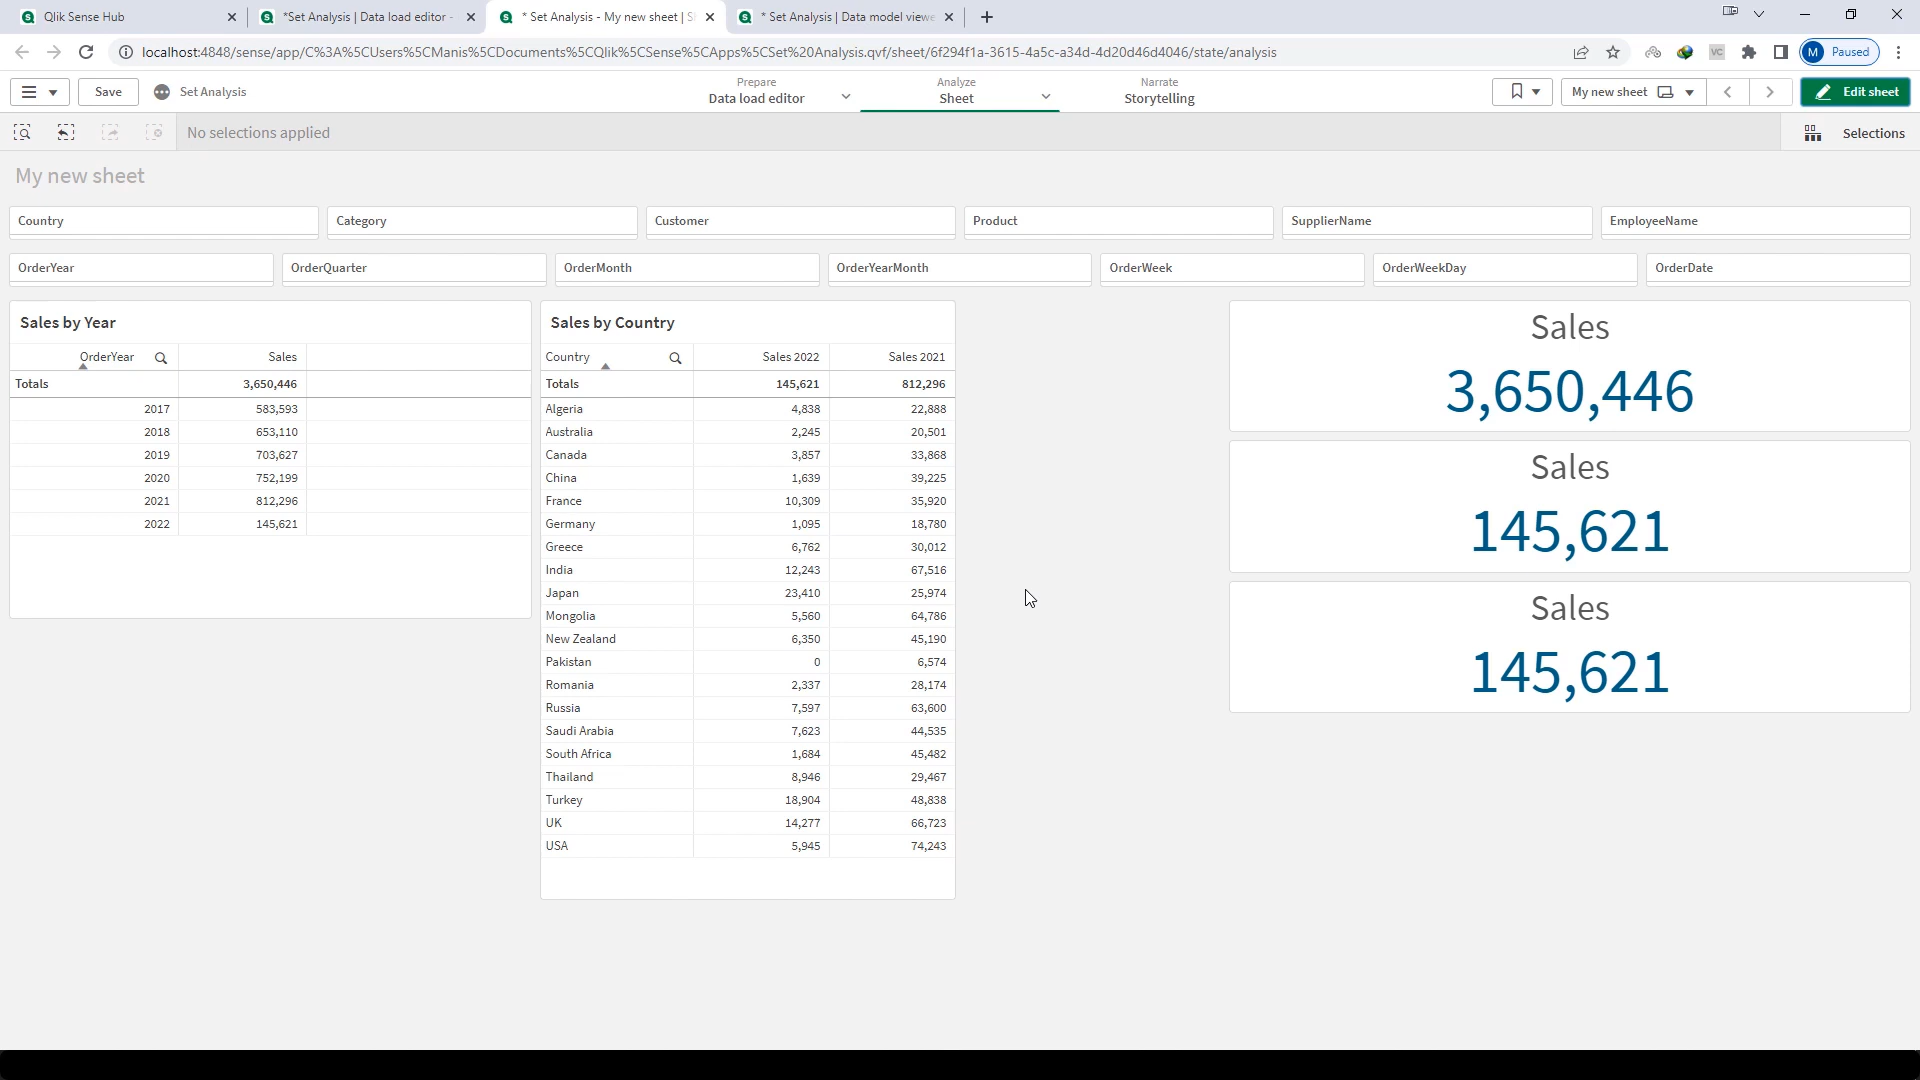 Qlik Sense Hub
*Set Analysis | Data load editor -
* Set Analysis - My new sheet | S
* Set Analysis | Data model viewe
localhost:4848/sense/app/C%3A%5CUsers%5CManis%5CDocuments%5CQlik%5CSense%5CApps%5CSet%20Analysis.qvf/sheet/6f294f1a-3615-4a5c-a34d-4d20d46d4046/state/analysis
VC
M Paused
Save
Set Analysis
Prepare
Data load editor
Analyze
Sheet
Narrate
Storytelling
My new sheet
Edit sheet
No selections applied
Selections
My new sheet
Country Category Customer Product SupplierName EmployeeName
OrderYear OrderQuarter OrderMonth OrderYearMonth OrderWeek OrderWeekDay OrderDate
Sales by Year
OrderYear Sales
Totals 3,650,446
2017 583,593
2018 653,110
2019 703,627
2020 752,199
2021 812,296
2022 145,621
Sales by Country
Country Sales 2022 Sales 2021
Totals 145,621 812,296
Algeria 4,838 22,888
Australia 2,245 20,501
Canada 3,857 33,868
China 1,639 39,225
France 10,309 35,920
Germany 1,095 18,780
Greece 6,762 30,012
India 12,243 67,516
Japan 23,410 25,974
Mongolia 5,560 64,786
New Zealand 6,350 45,190
Pakistan 0 6,574
Romania 2,337 28,174
Russia 7,597 63,600
Saudi Arabia 7,623 44,535
South Africa 1,684 45,482
Thailand 8,946 29,467
Turkey 18,904 48,838
UK 14,277 66,723
USA 5,945 74,243
Sales
3,650,446
Sales
145,621
Sales
145,621